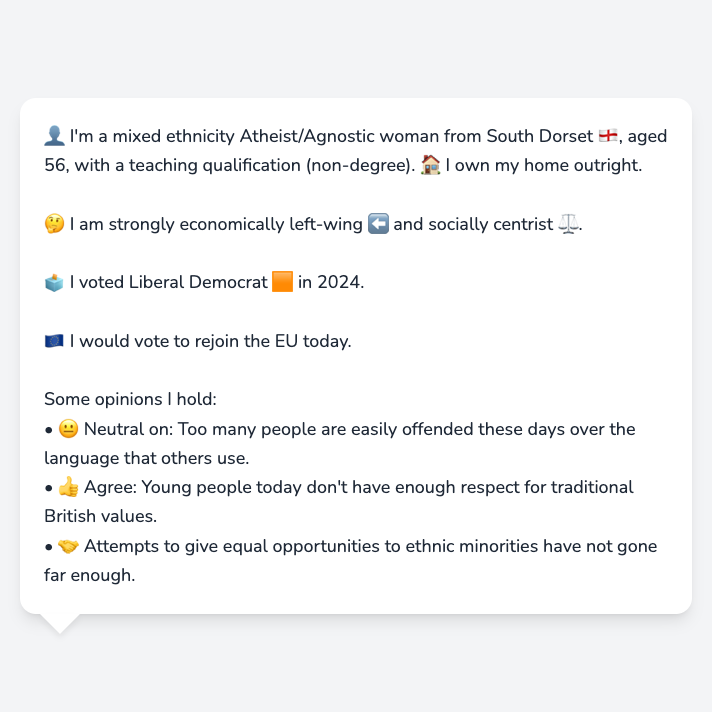 👤 I'm a mixed ethnicity Atheist/Agnostic woman from South Dorset 🏴󠁧󠁢󠁥󠁮󠁧󠁿, aged
56, with a teaching qualification (non-degree). 🏠 I own my home outright.
🤔 I am strongly economically left-wing ⬅️ and socially centrist ⚖️.
🗳️ I voted Liberal Democrat 🟧 in 2024.
🇪🇺 I would vote to rejoin the EU today.
Some opinions I hold:
• 😐 Neutral on: Too many people are easily offended these days over the
language that others use.
• 👍 Agree: Young people today don't have enough respect for traditional
British values.
• 🤝 Attempts to give equal opportunities to ethnic minorities have not gone
far enough.